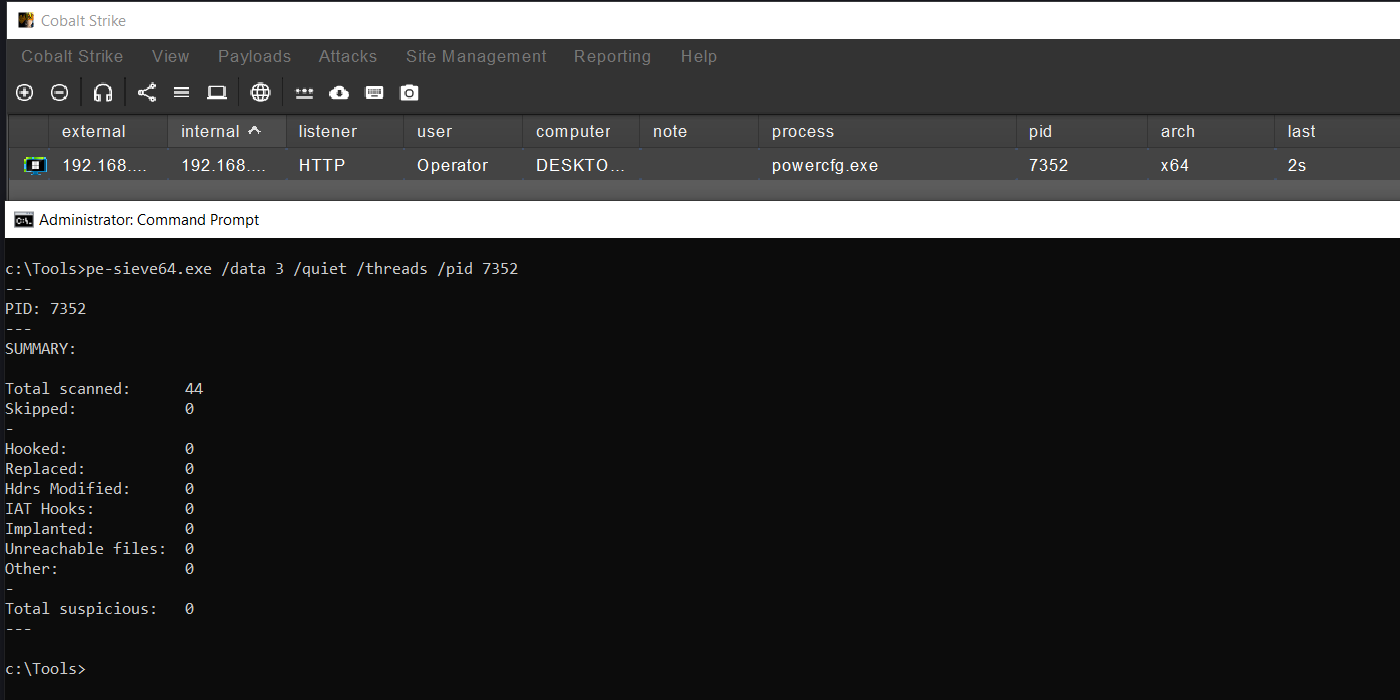 Cobalt Strike
Cobalt Strike View Payloads Attacks Site Management Reporting Help
external internal listener user computer note process pid arch last
192.168.... 192.168.... HTTP Operator DESKTO... powercfg.exe 7352 x64 2s
Administrator: Command Prompt
c:\Tools>pe-sieve64.exe /data 3 /quiet /threads /pid 7352
---
PID: 7352
---
SUMMARY:
Total scanned: 44
Skipped: 0
-
Hooked: 0
Replaced: 0
Hdrs Modified: 0
IAT Hooks: 0
Implanted: 0
Unreachable files: 0
Other: 0
-
Total suspicious: 0
---
c:\Tools>